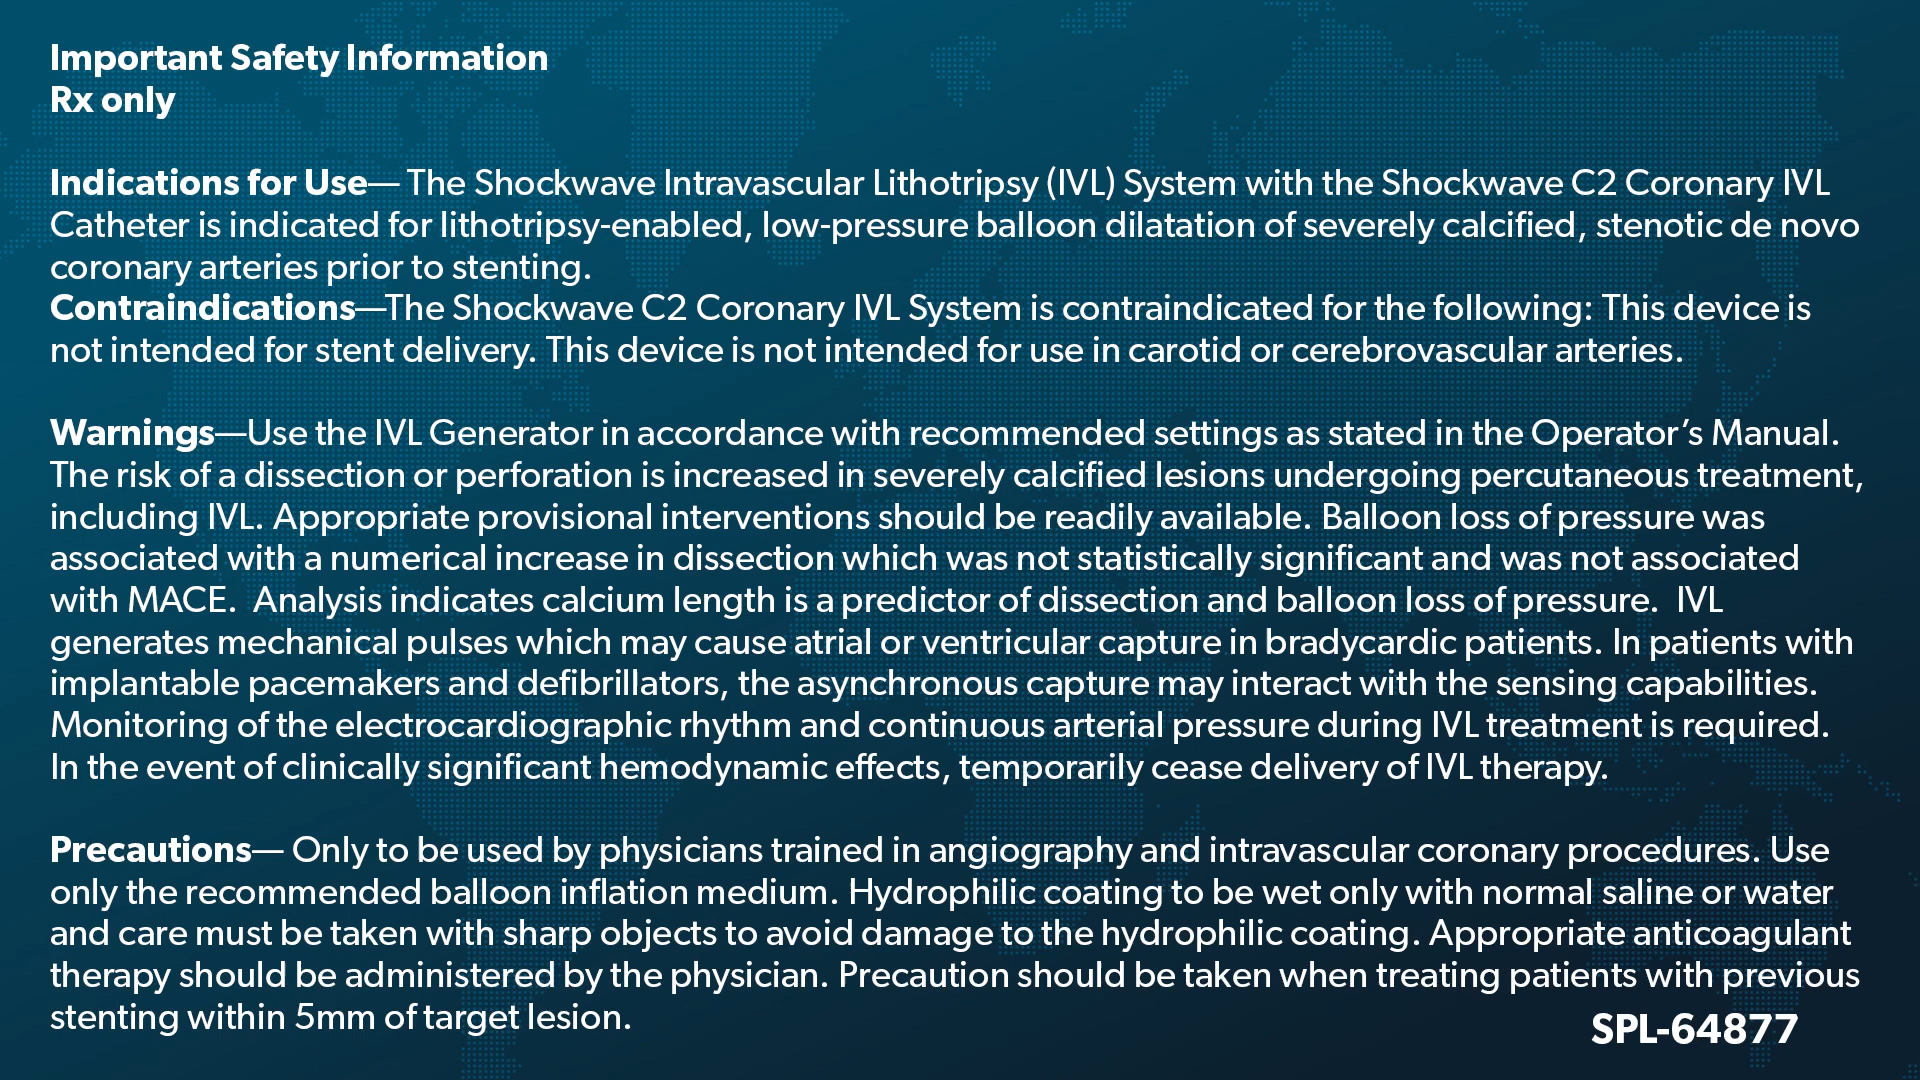 Important Safety Information
Rx only
Indications for Use— The Shockwave Intravascular Lithotripsy (IVL) System with the Shockwave C2 Coronary IVL
Catheter is indicated for lithotripsy-enabled, low-pressure balloon dilatation of severely calcified, stenotic de novo
coronary arteries prior to stenting.
Contraindications—The Shockwave C2 Coronary IVL System is contraindicated for the following: This device is
not intended for stent delivery. This device is not intended for use in carotid or cerebrovascular arteries.
Warnings—Use the IVL Generator in accordance with recommended settings as stated in the Operator's Manual.
The risk of a dissection or perforation is increased in severely calcified lesions undergoing percutaneous treatment,
including IVL. Appropriate provisional interventions should be readily available. Balloon loss of pressure was
associated with a numerical increase in dissection which was not statistically significant and was not associated
with MACE.  Analysis indicates calcium length is a predictor of dissection and balloon loss of pressure.  IVL
generates mechanical pulses which may cause atrial or ventricular capture in bradycardic patients. In patients with
implantable pacemakers and defibrillators, the asynchronous capture may interact with the sensing capabilities.
Monitoring of the electrocardiographic rhythm and continuous arterial pressure during IVL treatment is required.
In the event of clinically significant hemodynamic effects, temporarily cease delivery of IVL therapy.
Precautions— Only to be used by physicians trained in angiography and intravascular coronary procedures. Use
only the recommended balloon inflation medium. Hydrophilic coating to be wet only with normal saline or water
and care must be taken with sharp objects to avoid damage to the hydrophilic coating. Appropriate anticoagulant
therapy should be administered by the physician. Precaution should be taken when treating patients with previous
stenting within 5mm of target lesion.
SPL-64877